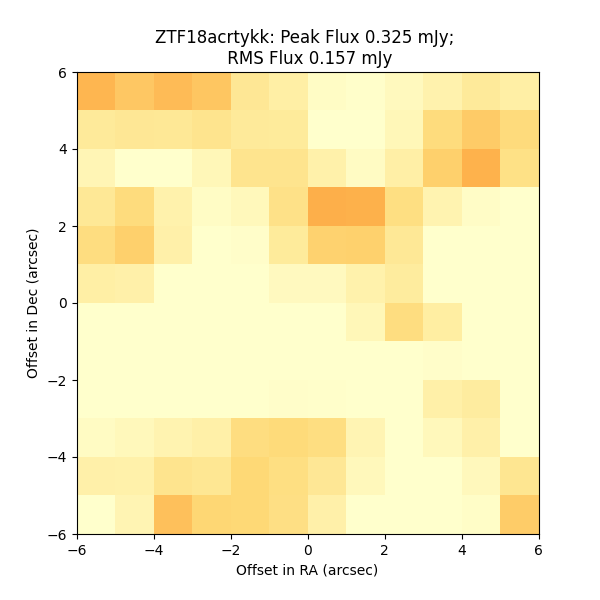 ZTF18acrtykk: Peak Flux 0.325 mJy;
RMS Flux 0.157 mJy
6
4
2
0
−2
−4
−6
Offset in Dec (arcsec)
−6 −4 −2 0 2 4 6
Offset in RA (arcsec)